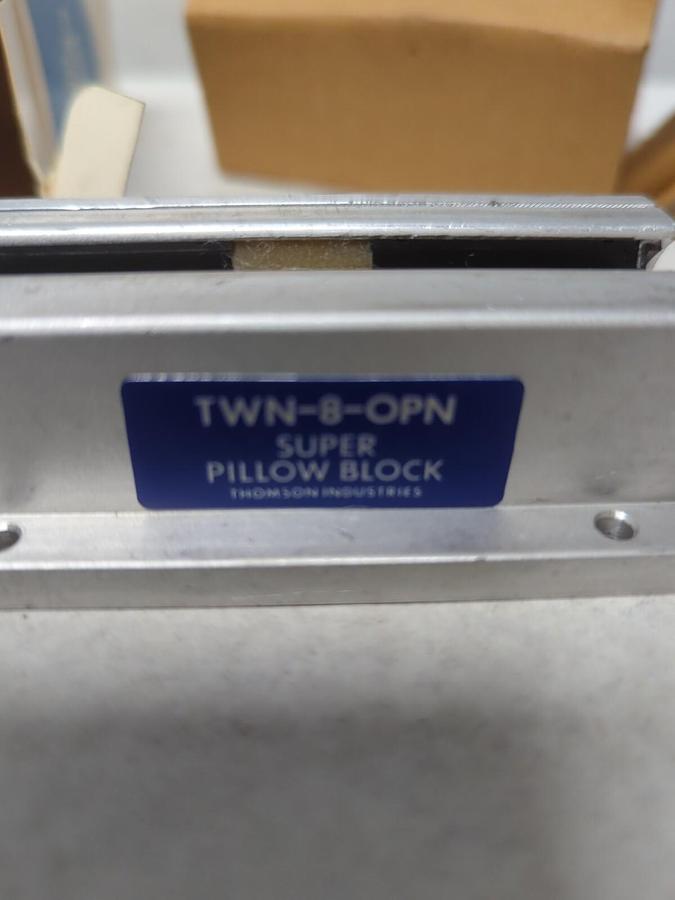 TWN-8-OPN
SUPER
PILLOW BLOCK
THOMSON INDUSTRIES